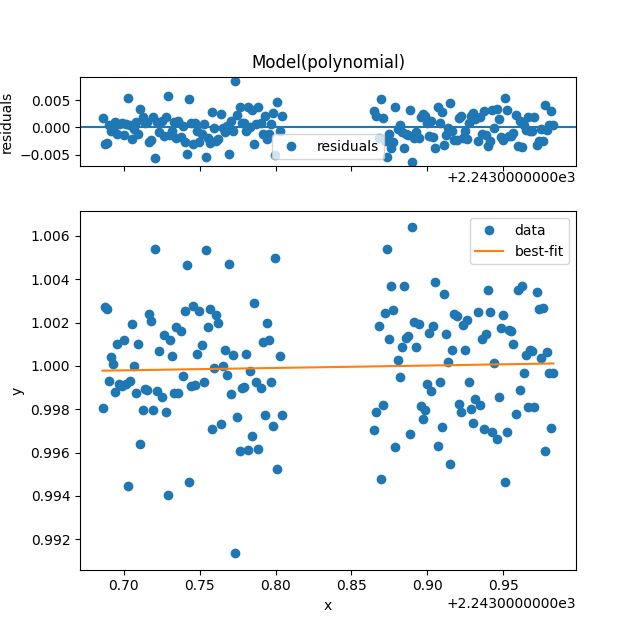 Model(polynomial)
residuals
0.005
0.000
−0.005
residuals
+2.2430000000e3
y
1.006
1.004
1.002
1.000
0.998
0.996
0.994
0.992
data
best-fit
0.70 0.75 0.80 0.85 0.90 0.95
x
+2.2430000000e3